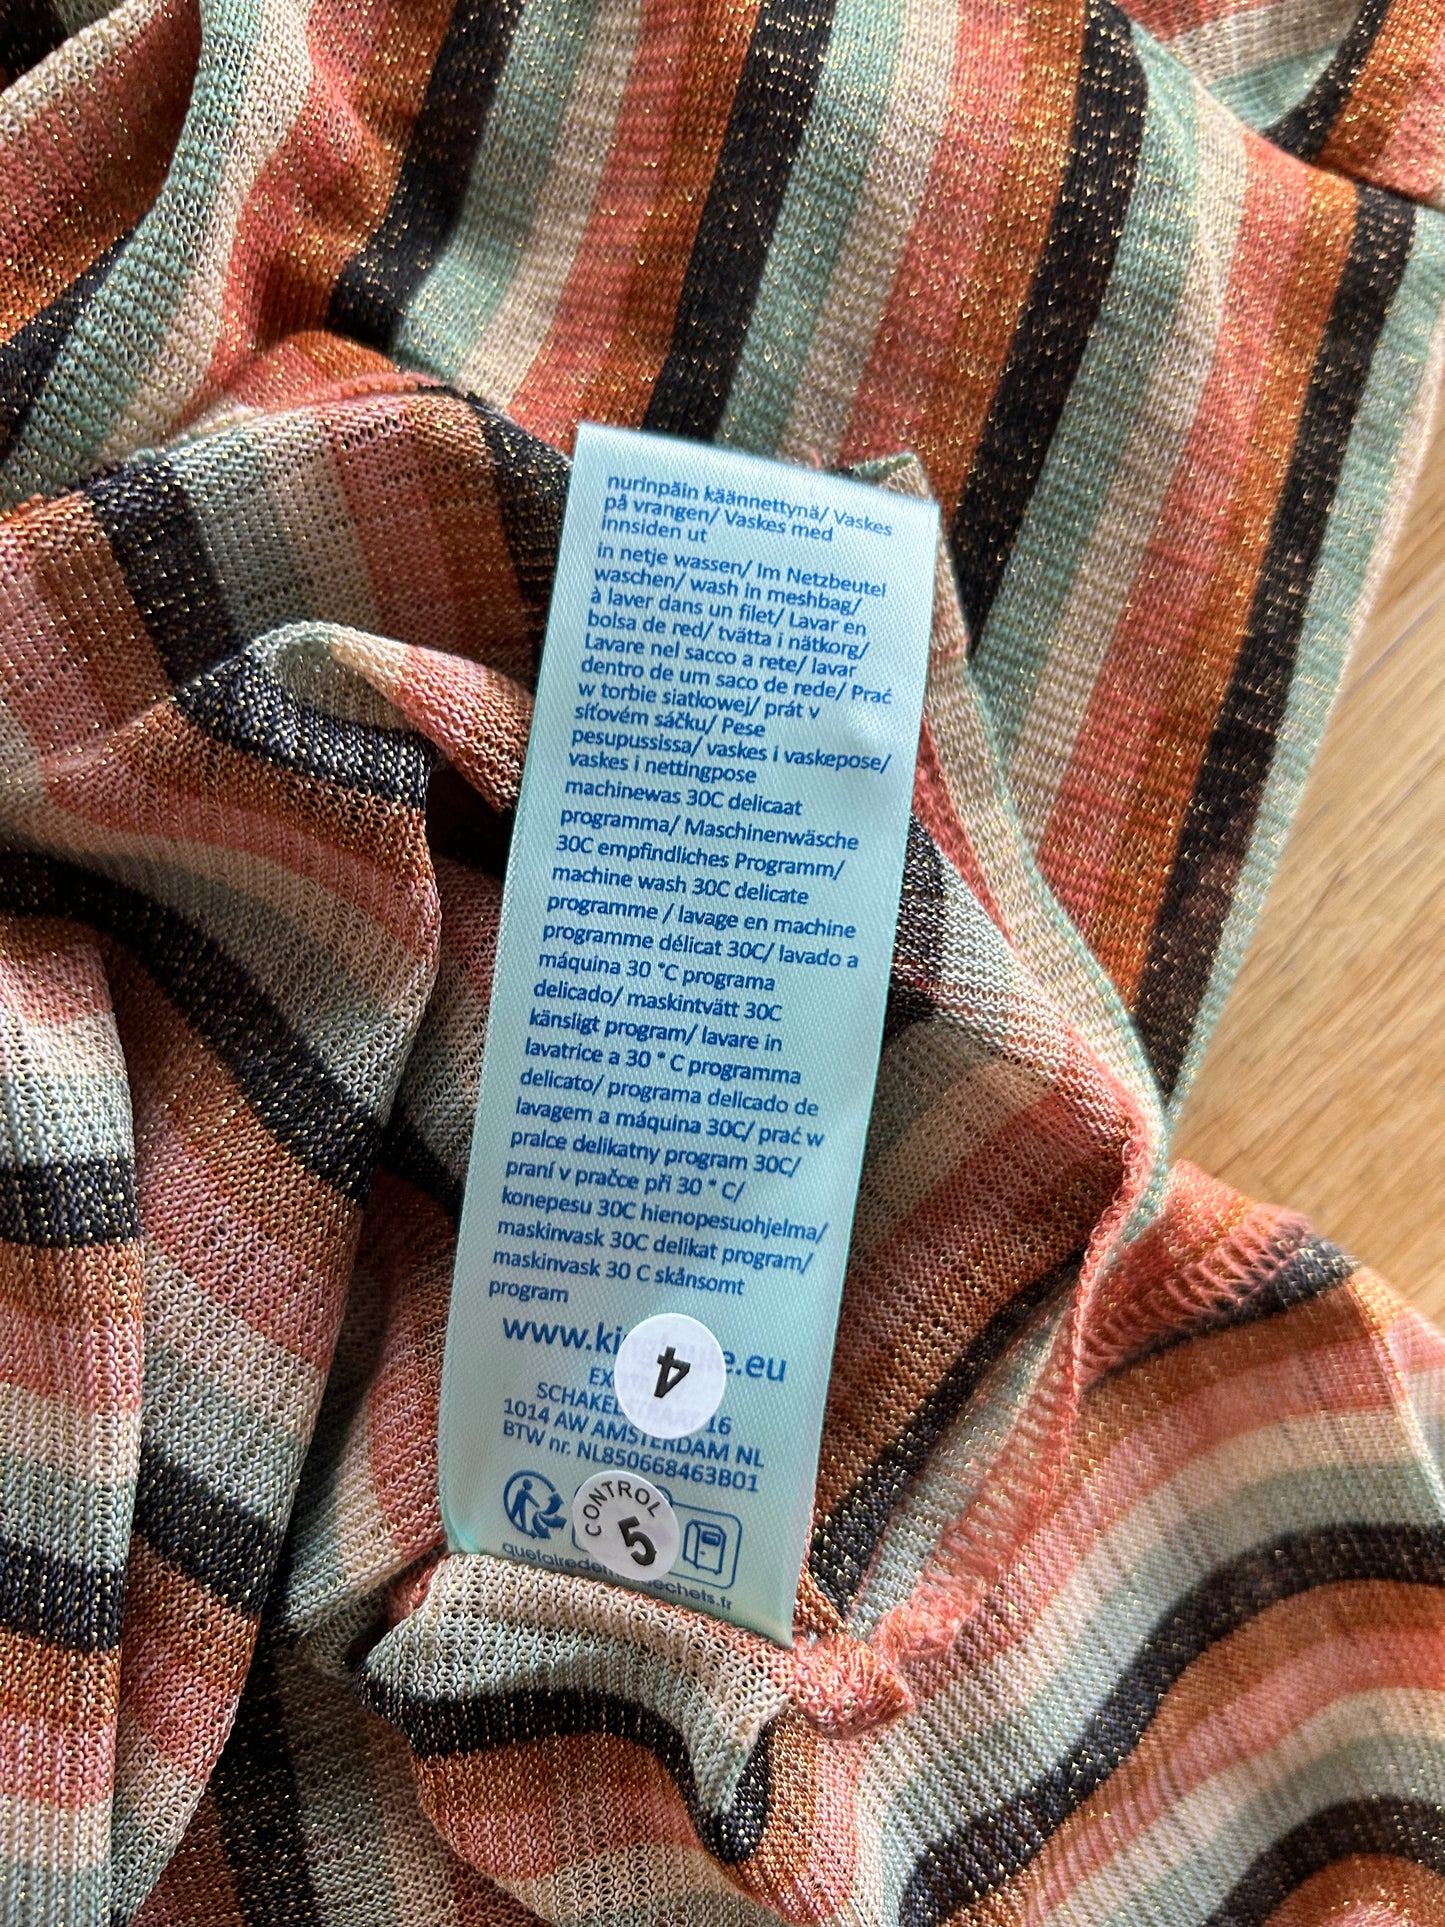 nurinpäin käännettynä/ Vaskes
på vrangen/ Vaskes med
innsiden ut
in netje wassen/ Im Netzbeutel
waschen/ wash in meshbag/
à laver dans un filet/ Lavar en
bolsa de red/ tvätta i nätkorg/
Lavare nel sacco a rete/ lavar
dentro de um saco de rede/ Prać
w torbie siatkowej/ prát v
síťovém sáčku/ Pese
pesupussissa/ vaskes i vaskepose/
vaskes i nettingpose
machinewas 30C delicaat
programma/ Maschinenwäsche
30C empfindliches Programm/
machine wash 30C delicate
programme / lavage en machine
programme délicat 30C/ lavado a
máquina 30 °C programa
delicado/ maskintvätt 30C
känsligt program/ lavare in
lavatrice a 30 ° C programma
delicato/ programa delicado de
lavagem a máquina 30C/ prać w
pralce delikatny program 30C/
praní v pračce při 30 ° C/
konepesu 30C hienopesuohjelma/
maskinvask 30C delikat program/
maskinvask 30 C skånsomt
program
4
16
1014 AW AMSTERDAM NL
BTW nr. NL850668463B01
CONTROL
5